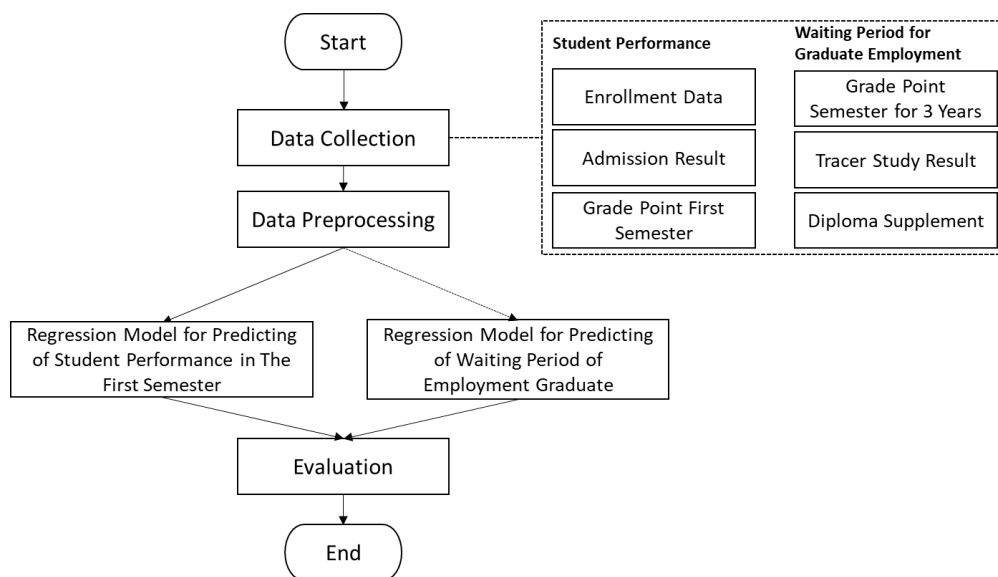 Start
Data Collection
Data Preprocessing
Student Performance
Enrollment Data
Admission Result
Grade Point First
Semester
Waiting Period for
Graduate Employment
Grade Point
Semester for 3 Years
Tracer Study Result
Diploma Supplement
Regression Model for Predicting
of Student Performance in The
First Semester
Regression Model for Predicting
of Waiting Period of
Employment Graduate
Evaluation
End